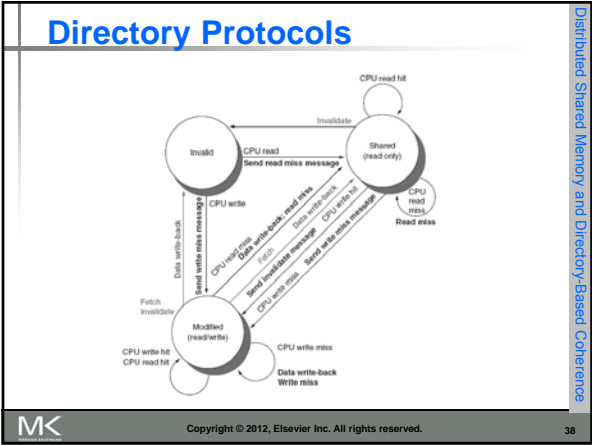 Directory Protocols
Distributed Shared Memory and Directory-Based Coherence
CPU read hit
Invalidate
Invalid
CPU read
Send read miss message
Shared
(read only)
CPU write
CPU
read
miss
Read miss
Data write-back
Send write miss message
CPU read miss
Data write-back; read miss
Fetch
Data write-back
Send invalidate message
CPU write hit
CPU write miss
Send write miss message
Fetch
Invalidate
Modified
(read/write)
CPU write hit
CPU read hit
CPU write miss
Data write-back
Write miss
MK
MORGAN KAUFMANN
Copyright © 2012, Elsevier Inc. All rights reserved.
38